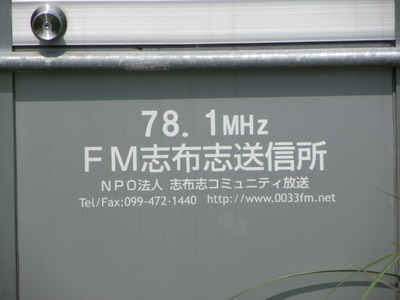 78.1MHz
FM志布志送信所
NPO法人 志布志コミュニティ放送
Tel/Fax:099-472-1440 http://www.0033fm.net